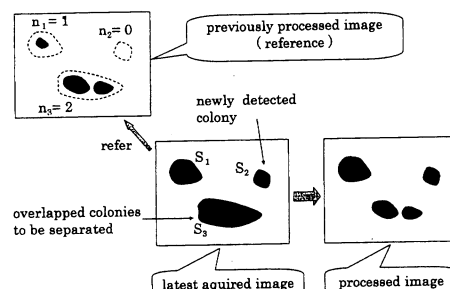 n₁= 1
n₂= 0
n₃= 2
previously processed image
( reference )
newly detected
colony
refer
S₁
S₂
S₃
overlapped colonies
to be separated
latest aquired image
processed image